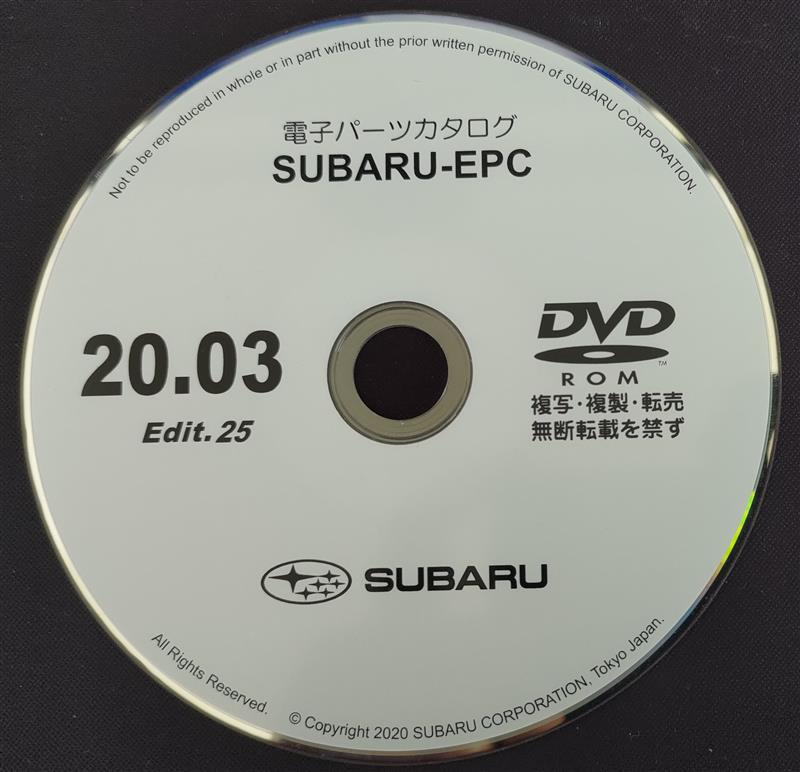 Not to be reproduced in whole or in part without the prior written permission of SUBARU CORPORATION.
電子パーツカタログ
SUBARU-EPC
20.03
Edit.25
DVD
ROM
TM
複写・複製・転売
無断転載を禁ず
SUBARU
All Rights Reserved.
© Copyright 2020 SUBARU CORPORATION, Tokyo Japan.